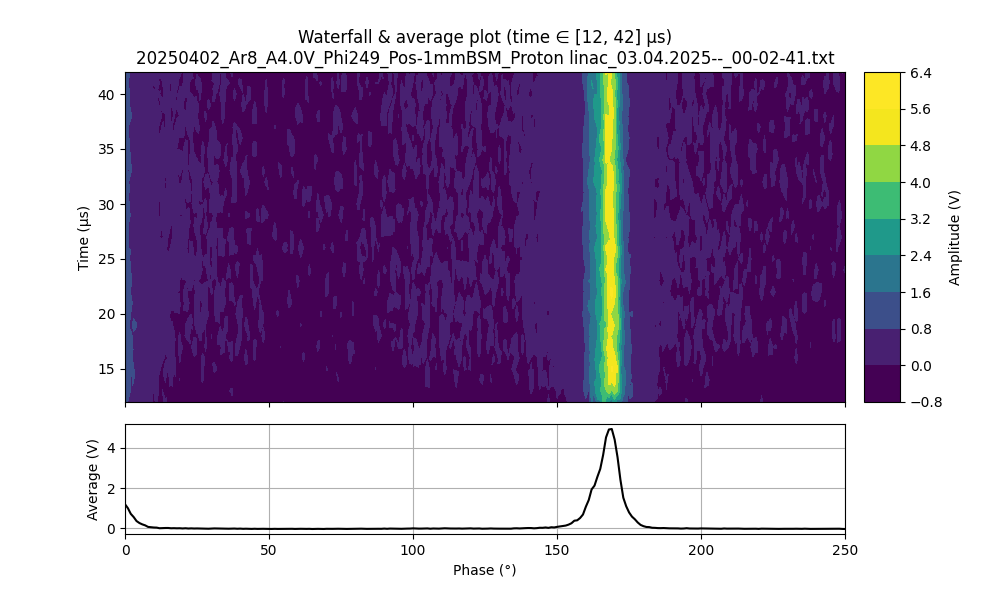 Waterfall & average plot (time ∈ [12, 42] µs)
20250402_Ar8_A4.0V_Phi249_Pos-1mmBSM_Proton linac_03.04.2025--_00-02-41.txt
Time (µs)
40
35
30
25
20
15
6.4
5.6
4.8
4.0
3.2
2.4
1.6
0.8
0.0
−0.8
Amplitude (V)
Average (V)
4
2
0
0 50 100 150 200 250
Phase (°)